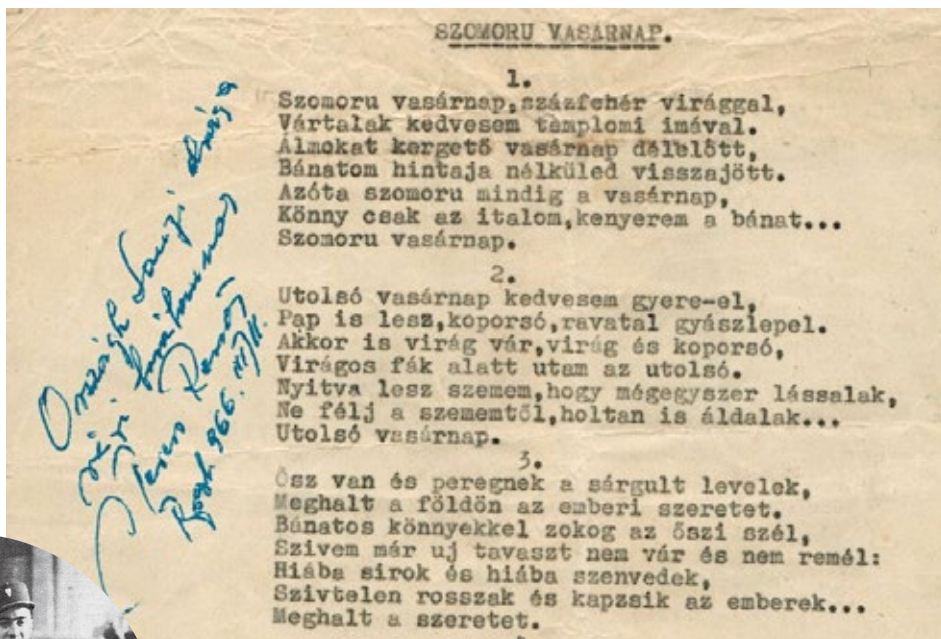 SZOMORU VASARNAP.
1.
Szomoru vasárnap,százfehér virággal,
Vártalak kedvesem templomi imával.
Álmokat kergető vasárnap délelőtt,
Bánatom hintaja nélküled visszajött.
Azóta szomoru mindig a vasárnap,
Könny csak az italom,kenyerem a bánat...
Szomoru vasárnap.
2.
Utolsó vasárnap kedvesem gyere-el,
Pap is lesz,koporsó,ravatal gyászlepel.
Akkor is virág vár,virág és koporsó,
Virágos fák alatt utam az utolsó.
Nyitva lesz szemem,hogy mégegyszer lássalak,
Ne félj a szememtől,holtan is áldalak...
Utolsó vasárnap.
3.
Ősz van és peregnek a sárgult levelek,
Meghalt a földön az emberi szeretet.
Bánatos könnyekkel zokog az őszi szél,
Szivem már uj tavaszt nem vár és nem remél:
Hiába sirok és hiába szenvedek,
Szivtelen rosszak és kapzsik az emberek...
Meghalt a szeretet.
régi
Seress Rezső
966.